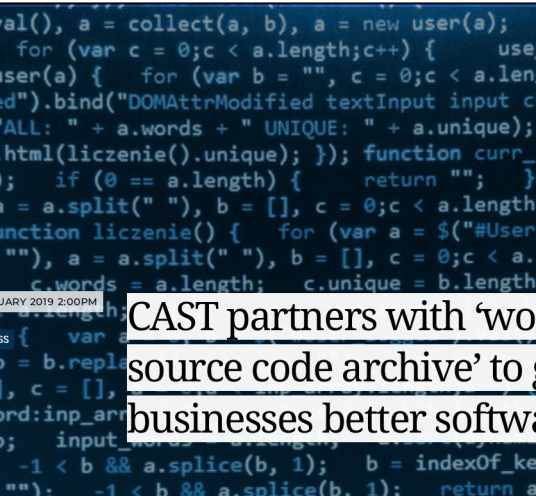 val(), a = collect(a, b), a = new user(a);
for (var c = 0;c < a.length;c++) {
user(a) { for (var b = "", c = 0;c < a.len
ed").bind("DOMAttrModified textInput input c
"ALL: " + a.words + " UNIQUE: " + a.unique);
.html(liczenie().unique); }); function curr_
); if (0 == a.length) { return ""; }
a = a.split(" "), b = [], c = 0;c < a.length
unction liczenie() { for (var a = $("#User
""), a = a.split(" "), b = [], c = 0;c < a.
c.words = a.length; c.unique = b.length
UARY 2019 2:00PM
CAST partners with ‘wo
source code archive’ to g
businesses better softwa
-1 < b && a.splice(b, 1); b = indexOf_ke
""); -1 < b && a.splice(b, 1); return a